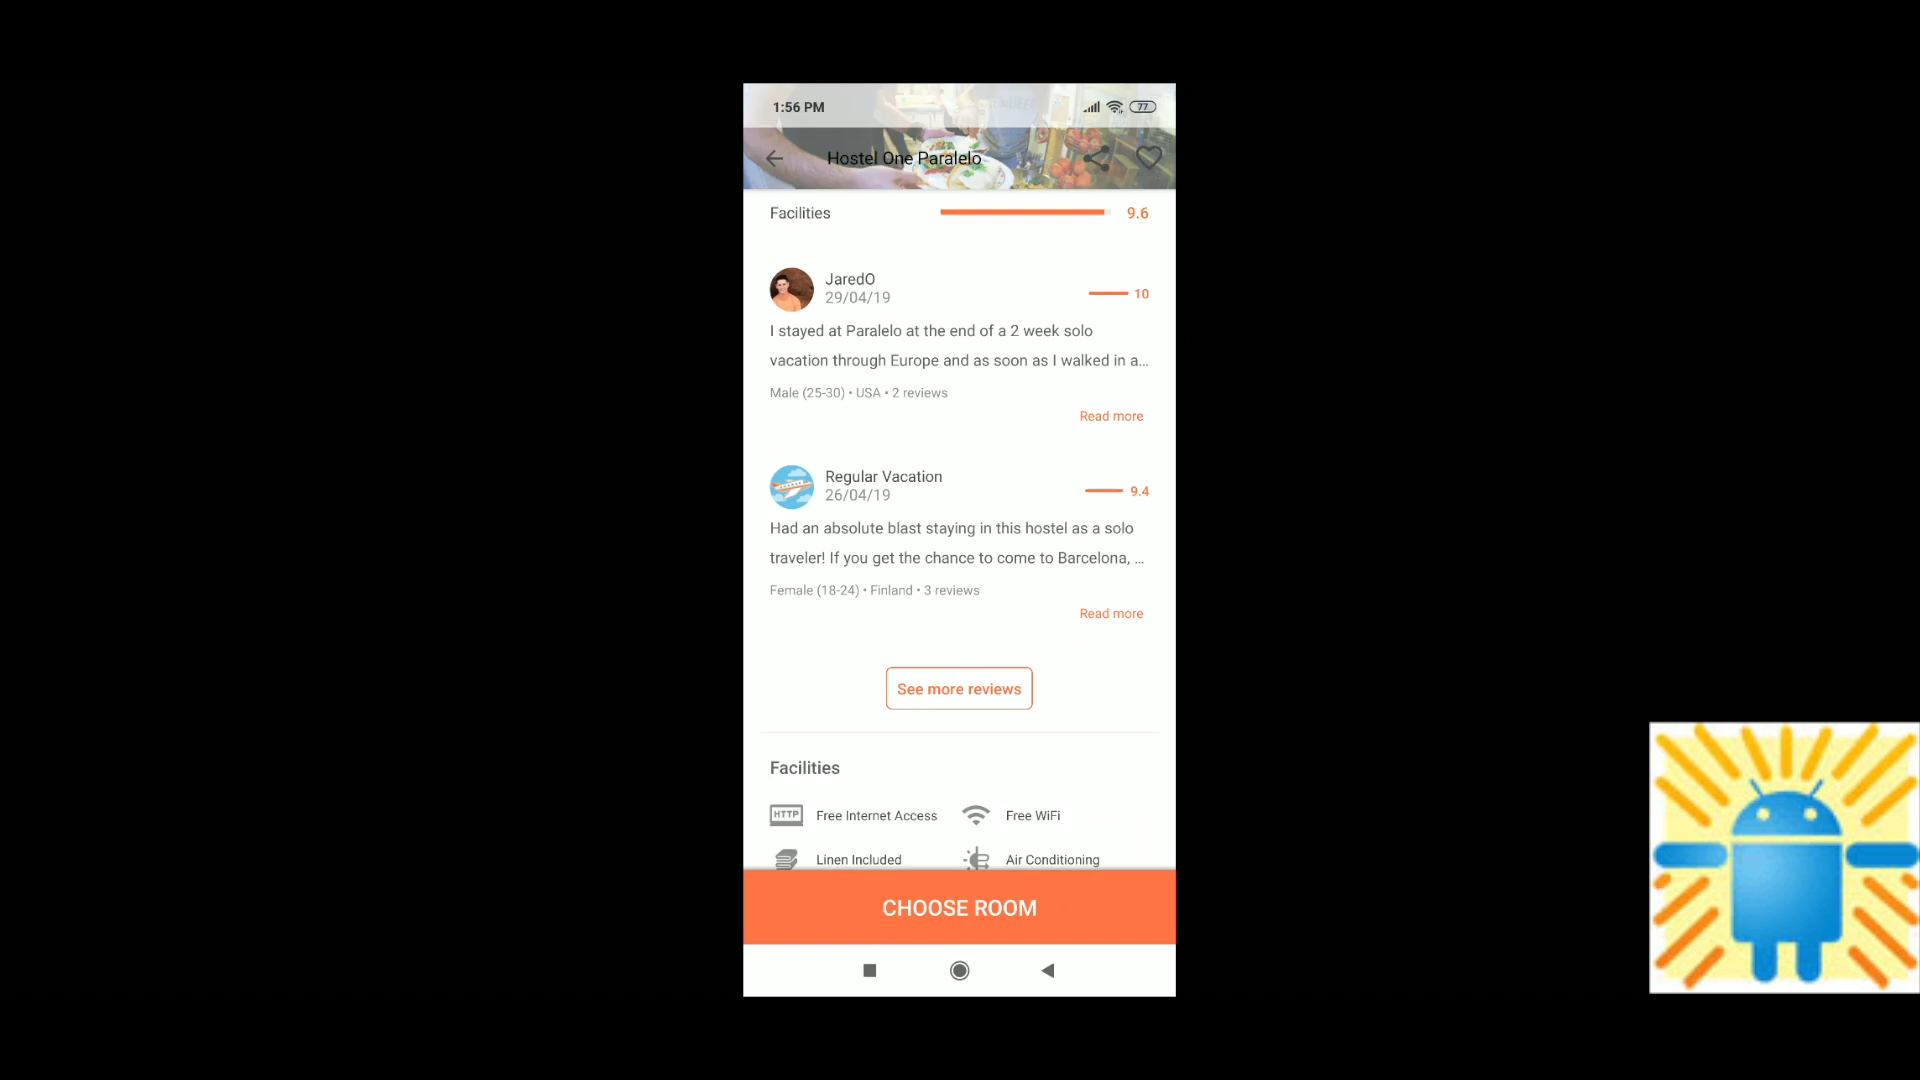 1:56 PM
77
Hostel One Paralelo
Facilities
9.6
JaredO
29/04/19
10
I stayed at Paralelo at the end of a 2 week solo
vacation through Europe and as soon as I walked in a...
Male (25-30) • USA • 2 reviews
Read more
Regular Vacation
26/04/19
9.4
Had an absolute blast staying in this hostel as a solo
traveler! If you get the chance to come to Barcelona, ...
Female (18-24) • Finland • 3 reviews
Read more
See more reviews
Facilities
HTTP
Free Internet Access
Free WiFi
Linen Included
Air Conditioning
CHOOSE ROOM